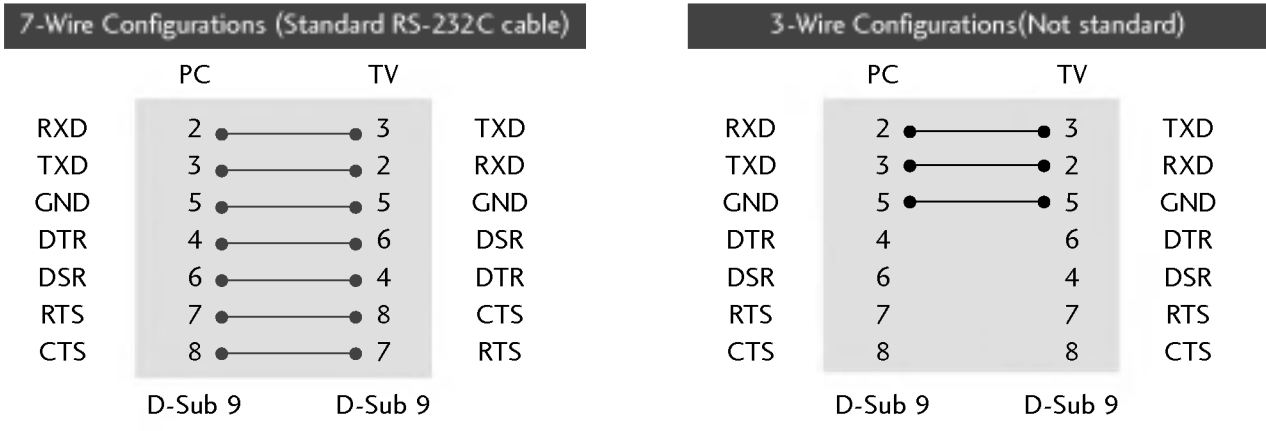 7-Wire Configurations (Standard RS-232C cable)
PC TV
RXD 2 3 TXD
TXD 3 2 RXD
GND 5 5 GND
DTR 4 6 DSR
DSR 6 4 DTR
RTS 7 8 CTS
CTS 8 7 RTS
D-Sub 9 D-Sub 9
3-Wire Configurations(Not standard)
PC TV
RXD 2 3 TXD
TXD 3 2 RXD
GND 5 5 GND
DTR 4 6 DTR
DSR 6 4 DSR
RTS 7 7 RTS
CTS 8 8 CTS
D-Sub 9 D-Sub 9